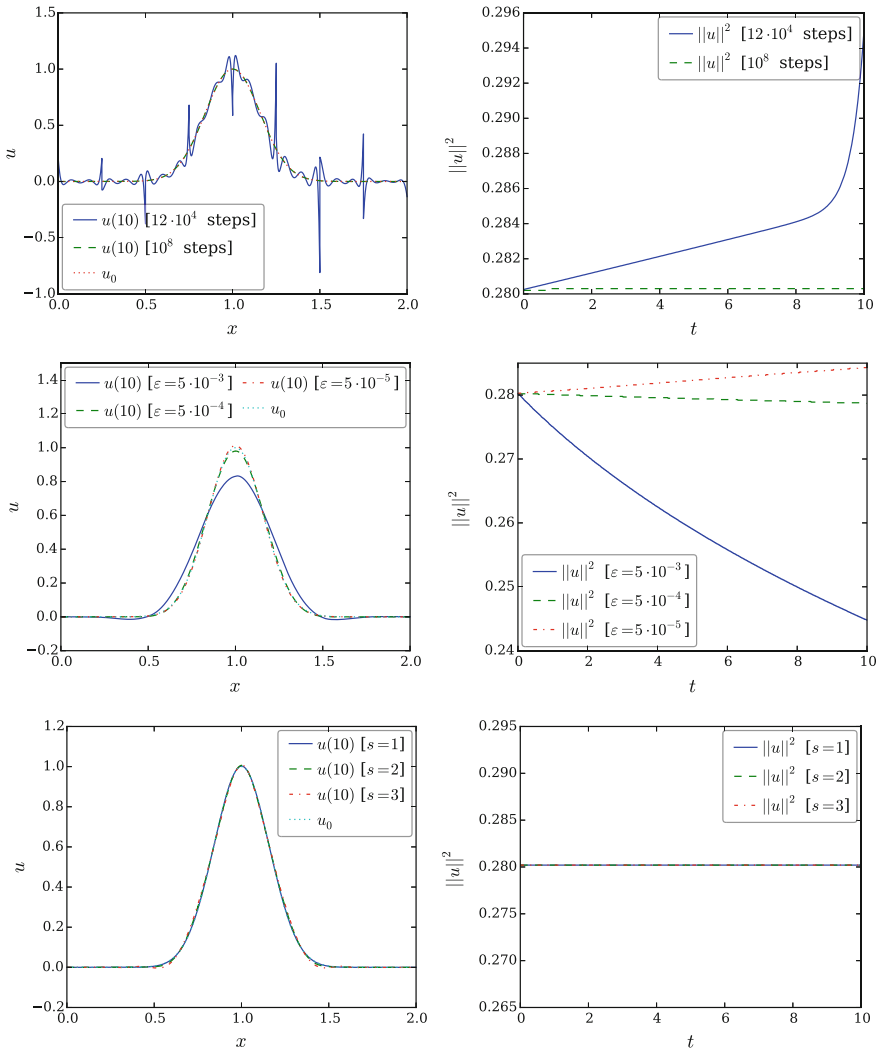 1.5
1.0
0.5
0.0
−0.5
−1.0
u
u(10) [12·10⁴ steps]
u(10) [10⁸ steps]
u₀
0.0 0.5 1.0 1.5 2.0
x
0.296
0.294
0.292
0.290
0.288
0.286
0.284
0.282
0.280
||u||²
||u||² [12·10⁴ steps]
||u||² [10⁸ steps]
0 2 4 6 8 10
t
1.4
1.2
1.0
0.8
0.6
0.4
0.2
0.0
−0.2
u
u(10) [ε=5·10⁻³]
u(10) [ε=5·10⁻⁴]
u(10) [ε=5·10⁻⁵]
u₀
0.0 0.5 1.0 1.5 2.0
x
0.28
0.27
0.26
0.25
0.24
||u||²
||u||² [ε=5·10⁻³]
||u||² [ε=5·10⁻⁴]
||u||² [ε=5·10⁻⁵]
0 2 4 6 8 10
t
1.2
1.0
0.8
0.6
0.4
0.2
0.0
−0.2
u
u(10) [s=1]
u(10) [s=2]
u(10) [s=3]
u₀
0.0 0.5 1.0 1.5 2.0
x
0.295
0.290
0.285
0.280
0.275
0.270
0.265
||u||²
||u||² [s=1]
||u||² [s=2]
||u||² [s=3]
0 2 4 6 8 10
t